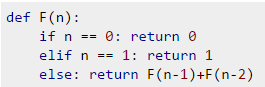 def F(n):
    if n == 0: return 0
    elif n == 1: return 1
    else: return F(n-1)+F(n-2)